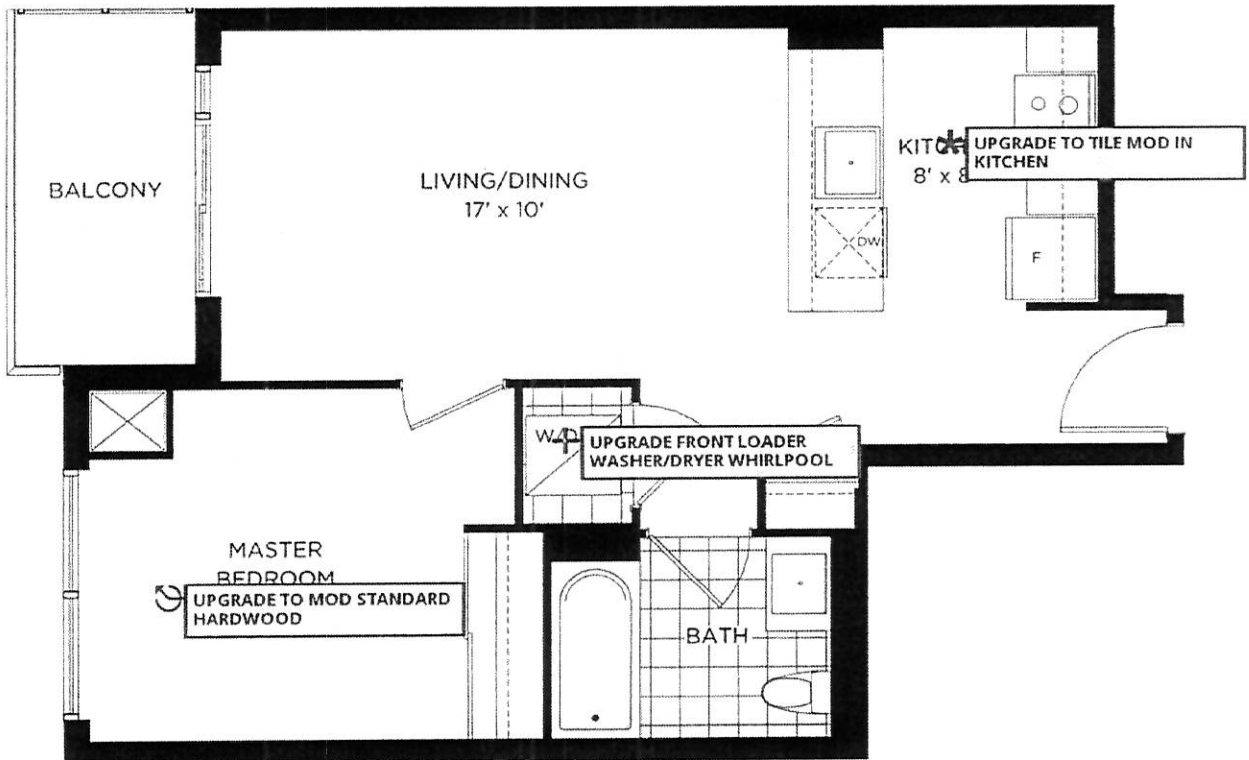 BALCONY
LIVING/DINING
17' x 10'
8' x 8
UPGRADE TO TILE MOD IN
KITCHEN
DW
F
UPGRADE FRONT LOADER
WASHER/DRYER WHIRLPOOL
MASTER
BEDROOM
UPGRADE TO MOD STANDARD
HARDWOOD
BATH